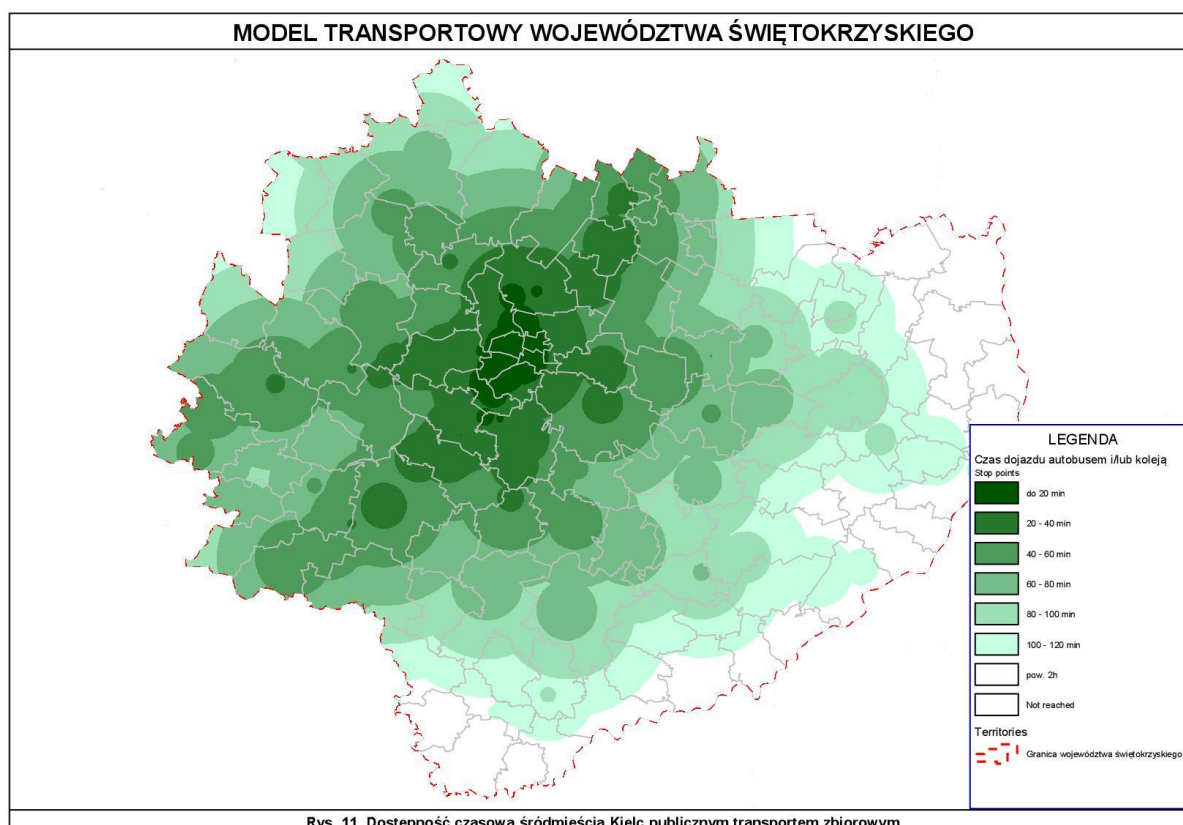 MODEL TRANSPORTOWY WOJEWÓDZTWA ŚWIĘTOKRZYSKIEGO
LEGENDA
Czas dojazdu autobusem i/lub koleją
Stop points
do 20 min
20 - 40 min
40 - 60 min
60 - 80 min
80 - 100 min
100 - 120 min
pow. 2h
Not reached
Territories
Granica województwa świętokrzyskiego
Rys. 11. Dostępność czasowa śródmieścia Kielc publicznym transportem zbiorowym